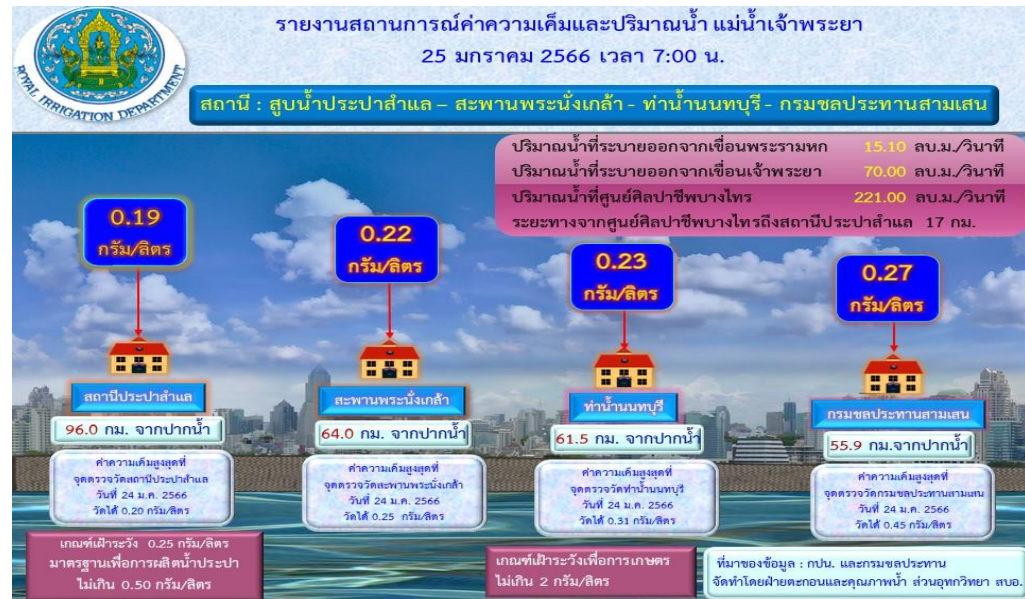 รายงานสถานการณ์ค่าความเค็มและปริมาณน้ำ แม่น้ำเจ้าพระยา
25 มกราคม 2566 เวลา 7:00 น.
ROYAL IRRIGATION DEPARTMENT
สถานี : สูบน้ำประปาสำแล – สะพานพระนั่งเกล้า - ท่าน้ำนนทบุรี - กรมชลประทานสามเสน
ปริมาณน้ำที่ระบายออกจากเขื่อนพระรามหก 15.10 ลบ.ม./วินาที
ปริมาณน้ำที่ระบายออกจากเขื่อนเจ้าพระยา 70.00 ลบ.ม./วินาที
ปริมาณน้ำที่ศูนย์ศิลปาชีพบางไทร 221.00 ลบ.ม./วินาที
ระยะทางจากศูนย์ศิลปาชีพบางไทรถึงสถานีประปาสำแล 17 กม.
0.19
กรัม/ลิตร
สถานีประปาสำแล
96.0 กม. จากปากน้ำ
ค่าความเค็มสูงสุดที่
จุดตรวจวัดสถานีประปาสำแล
วันที่ 24 ม.ค. 2566
วัดได้ 0.20 กรัม/ลิตร
0.22
กรัม/ลิตร
สะพานพระนั่งเกล้า
64.0 กม. จากปากน้ำ
ค่าความเค็มสูงสุดที่
จุดตรวจวัดสะพานพระนั่งเกล้า
วันที่ 24 ม.ค. 2566
วัดได้ 0.25 กรัม/ลิตร
0.23
กรัม/ลิตร
ท่าน้ำนนทบุรี
61.5 กม. จากปากน้ำ
ค่าความเค็มสูงสุดที่
จุดตรวจวัดท่าน้ำนนทบุรี
วันที่ 24 ม.ค. 2566
วัดได้ 0.31 กรัม/ลิตร
0.27
กรัม/ลิตร
กรมชลประทานสามเสน
55.9 กม.จากปากน้ำ
ค่าความเค็มสูงสุดที่
จุดตรวจวัดกรมชลประทานสามเสน
วันที่ 24 ม.ค. 2566
วัดได้ 0.45 กรัม/ลิตร
เกณฑ์เฝ้าระวัง 0.25 กรัม/ลิตร
มาตรฐานเพื่อการผลิตน้ำประปา
ไม่เกิน 0.50 กรัม/ลิตร
เกณฑ์เฝ้าระวังเพื่อการเกษตร
ไม่เกิน 2 กรัม/ลิตร
ที่มาของข้อมูล : กปน. และกรมชลประทาน
จัดทำโดยฝ่ายตะกอนและคุณภาพน้ำ ส่วนอุทกวิทยา สบอ.